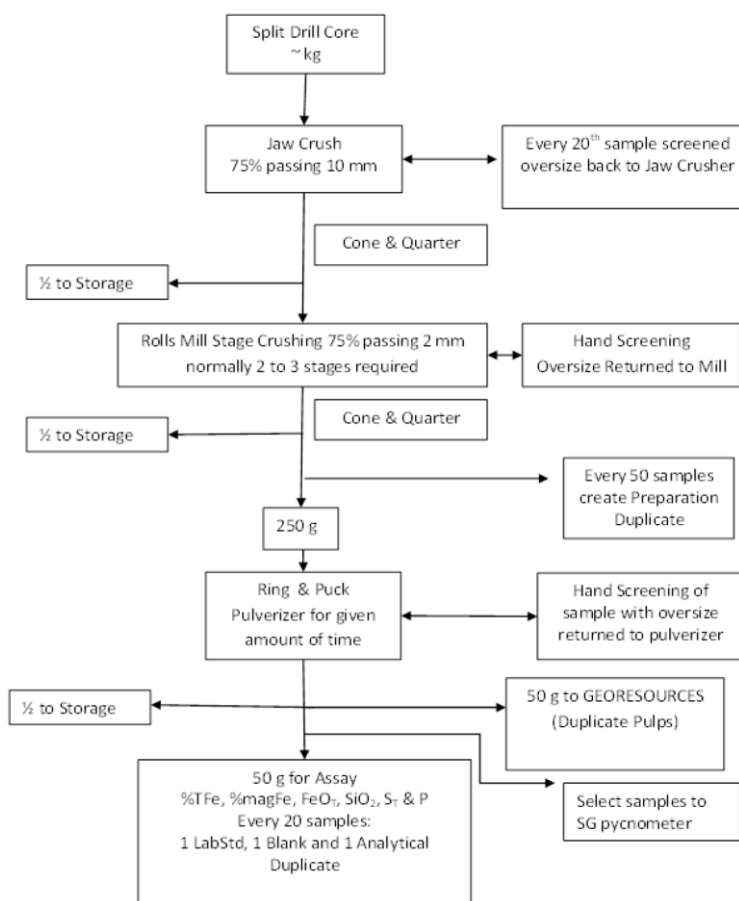 Split Drill Core
~ kg
Jaw Crush
75% passing 10 mm
Every 20th sample screened
oversize back to Jaw Crusher
Cone & Quarter
½ to Storage
Rolls Mill Stage Crushing 75% passing 2 mm
normally 2 to 3 stages required
Hand Screening
Oversize Returned to Mill
Cone & Quarter
½ to Storage
Every 50 samples
create Preparation
Duplicate
250 g
Ring & Puck
Pulverizer for given
amount of time
Hand Screening of
sample with oversize
returned to pulverizer
½ to Storage
50 g to GEORESOURCES
(Duplicate Pulps)
50 g for Assay
%TFe, %magFe, FeO_T, SiO₂, S_T & P
Every 20 samples:
1 LabStd, 1 Blank and 1 Analytical
Duplicate
Select samples to
SG pycnometer